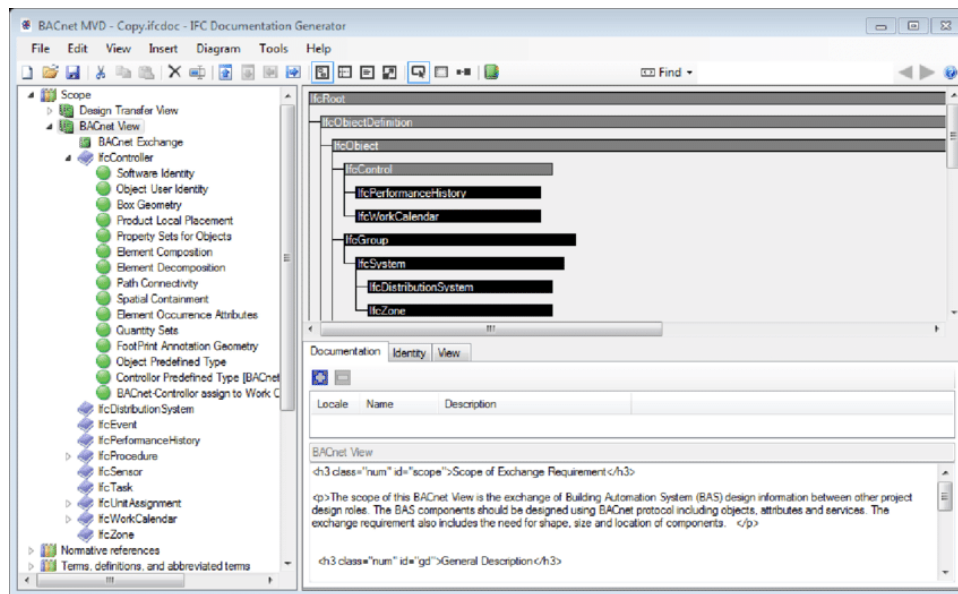 BACnet MVD - Copy.ifcdoc - IFC Documentation Generator
File Edit View Insert Diagram Tools Help
Find
Scope
Design Transfer View
BACnet View
BACnet Exchange
IfcController
Software Identity
Object User Identity
Box Geometry
Product Local Placement
Property Sets for Objects
Element Composition
Element Decomposition
Path Connectivity
Spatial Containment
Element Occurrence Attributes
Quantity Sets
FootPrint Annotation Geometry
Object Predefined Type
Controllor Predefined Type [BACnet
BACnet-Controllor assign to Work C
IfcDistributionSystem
IfcEvent
IfcPerformanceHistory
IfcProcedure
IfcSensor
IfcTask
IfcUnitAssignment
IfcWorkCalendar
IfcZone
Normative references
Terms, definitions, and abbreviated terms
IfcRoot
IfcObjectDefinition
IfcObject
IfcControl
IfcPerformanceHistory
IfcWorkCalendar
IfcGroup
IfcSystem
IfcDistributionSystem
IfcZone
Documentation Identity View
Locale Name Description
BACnet View
<h3 class="num" id="scope">Scope of Exchange Requirement</h3>
<p>The scope of this BACnet View is the exchange of Building Automation System (BAS) design information between other project
design roles. The BAS components should be designed using BACnet protocol including objects, attributes and services. The
exchange requirement also includes the need for shape, size and location of components. </p>
<h3 class="num" id="gd">General Description</h3>